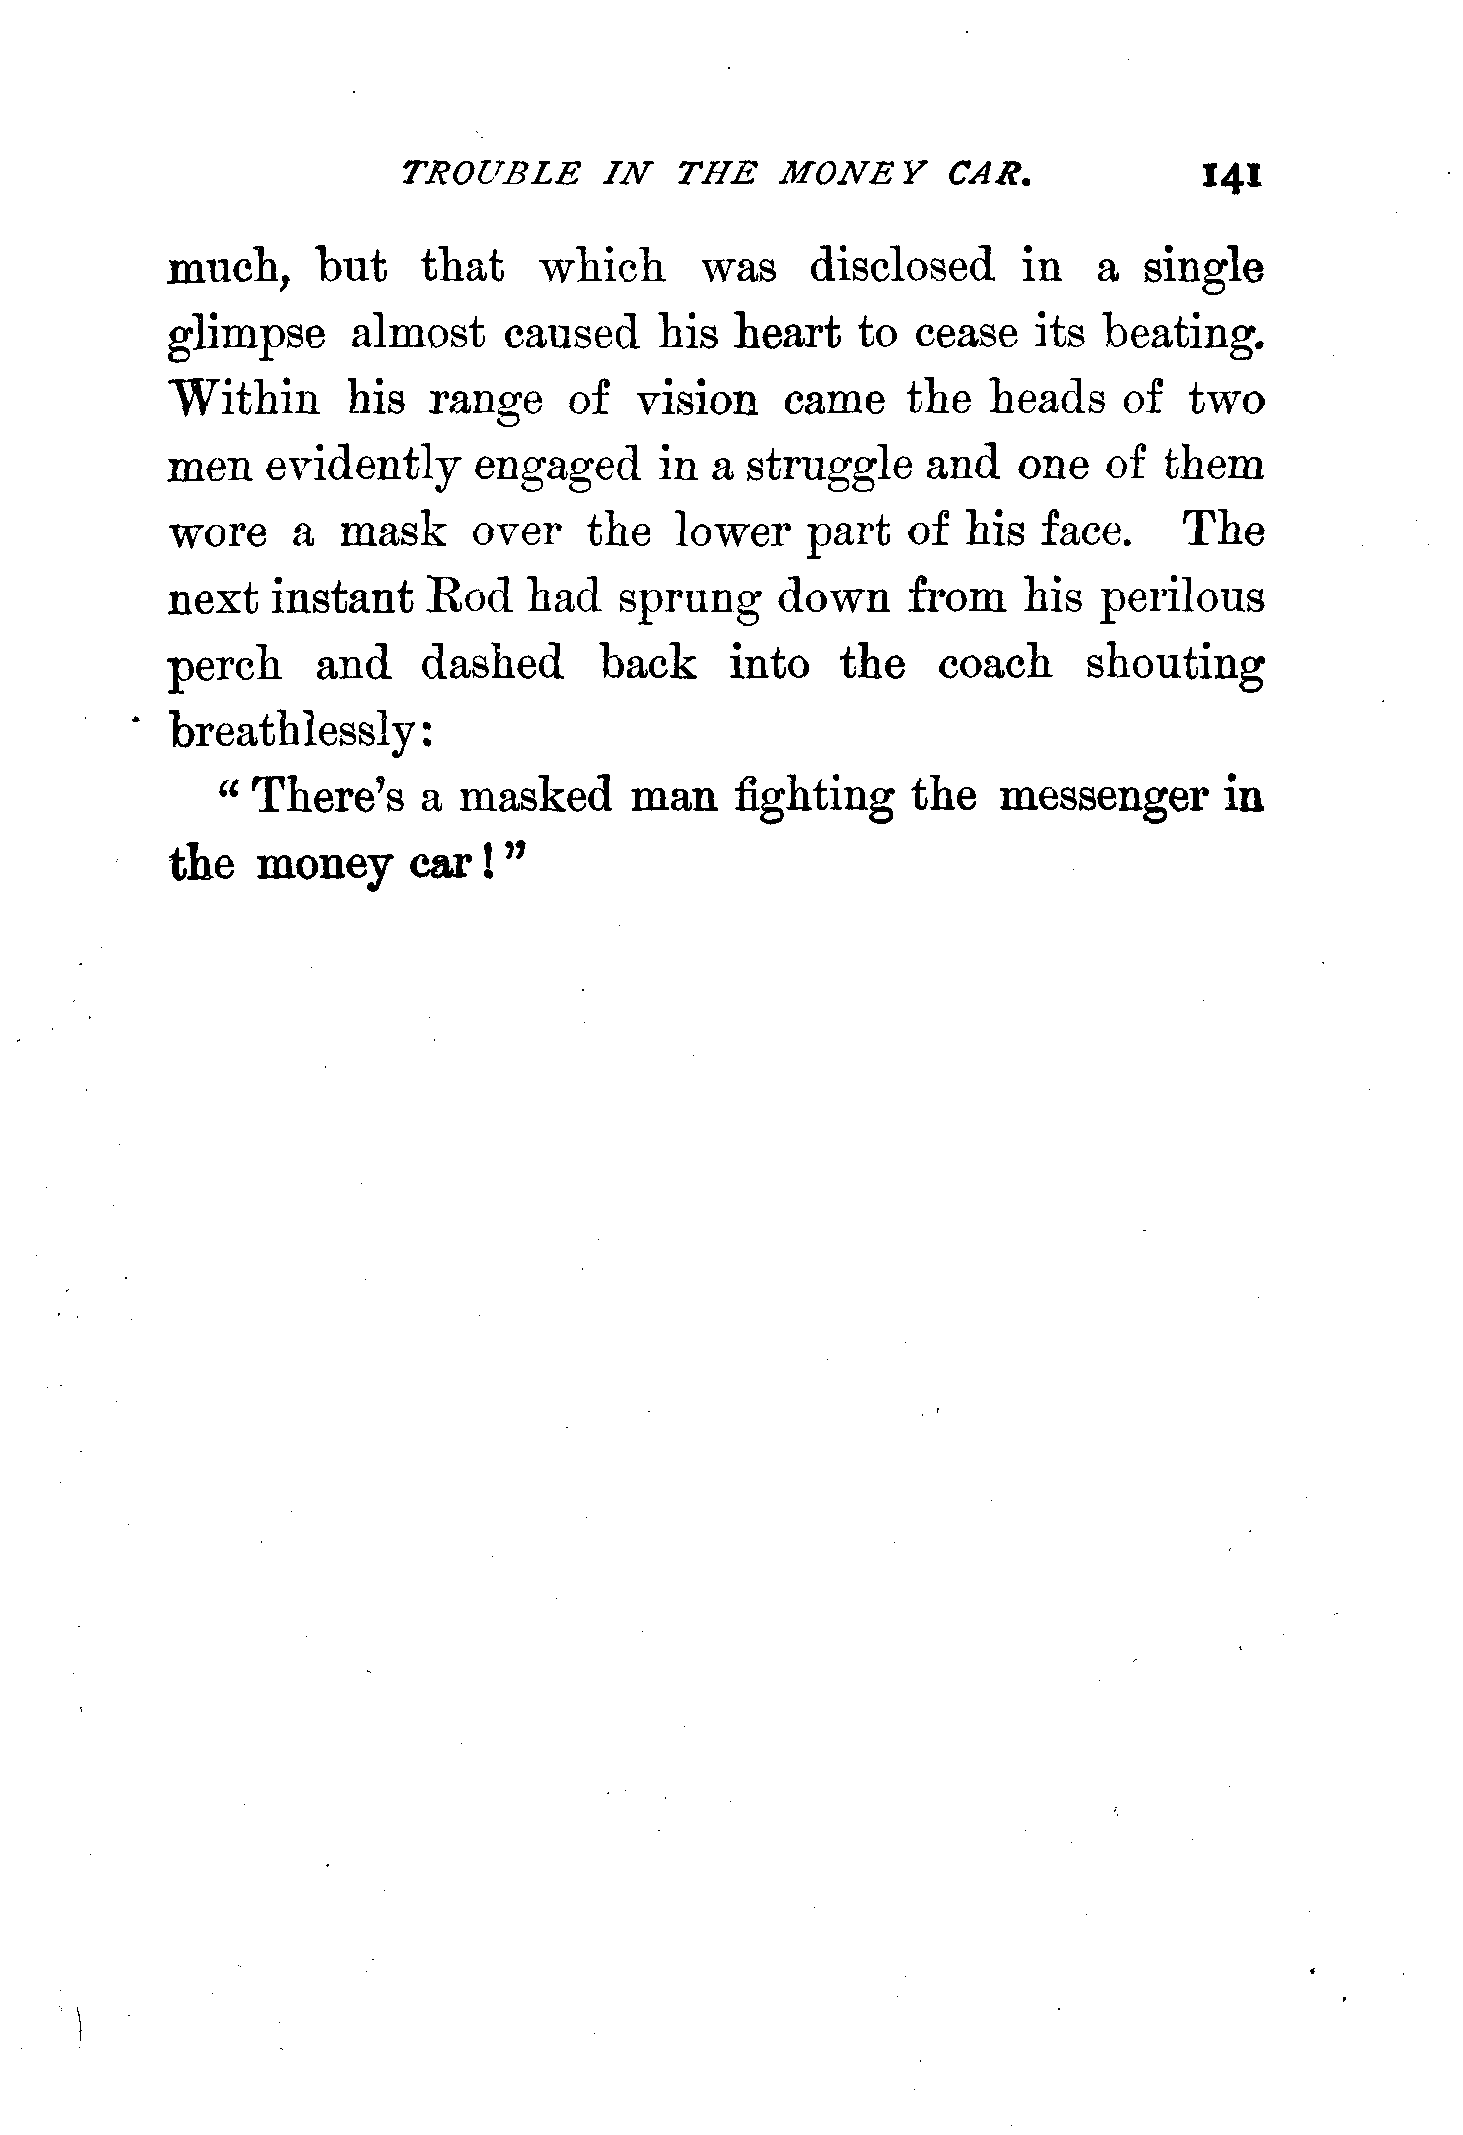 TROUBLE IN THE MONEY CAR. 141
much, but that which was disclosed in a single
glimpse almost caused his heart to cease its beating.
Within his range of vision came the heads of two
men evidently engaged in a struggle and one of them
wore a mask over the lower part of his face. The
next instant Rod had sprung down from his perilous
perch and dashed back into the coach shouting
breathlessly:
“ There’s a masked man fighting the messenger in
the money car ! ”